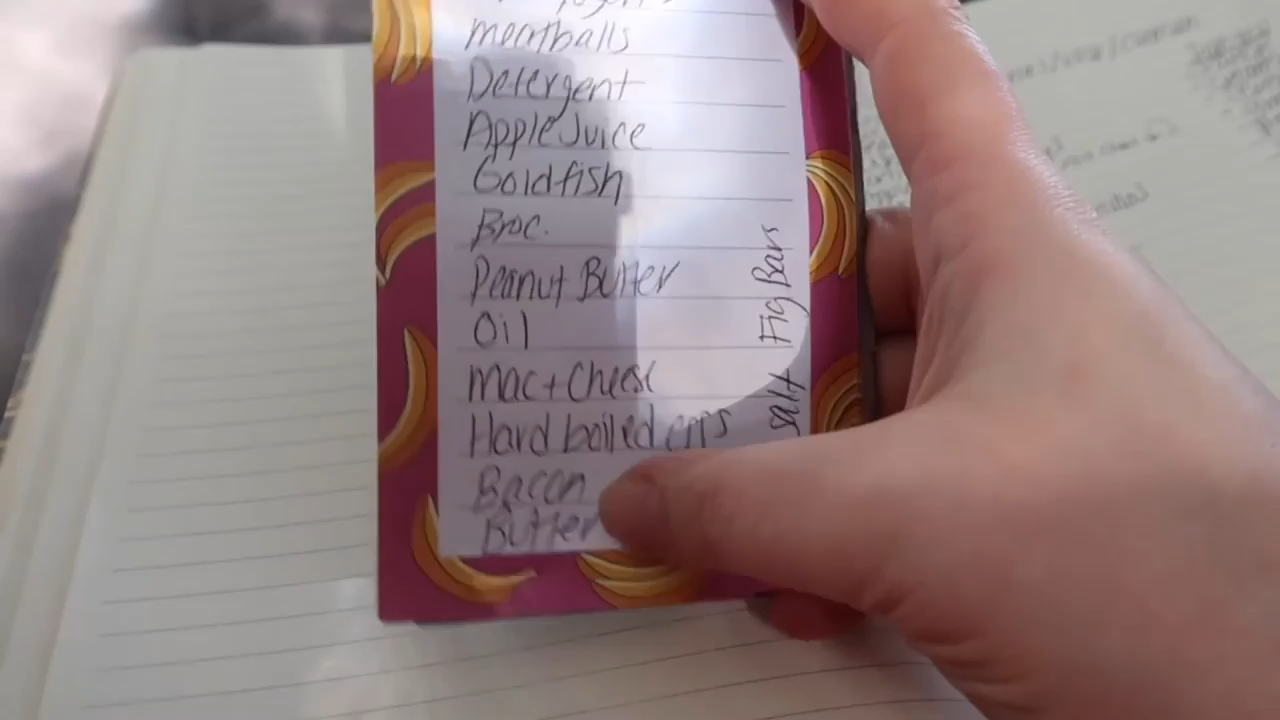 meatballs
Detergent
Apple Juice
Goldfish
Broc.
Peanut Butter
Oil
Mac + Cheese
Hard boiled eggs
Bacon
Butter
Salt Fig Bars